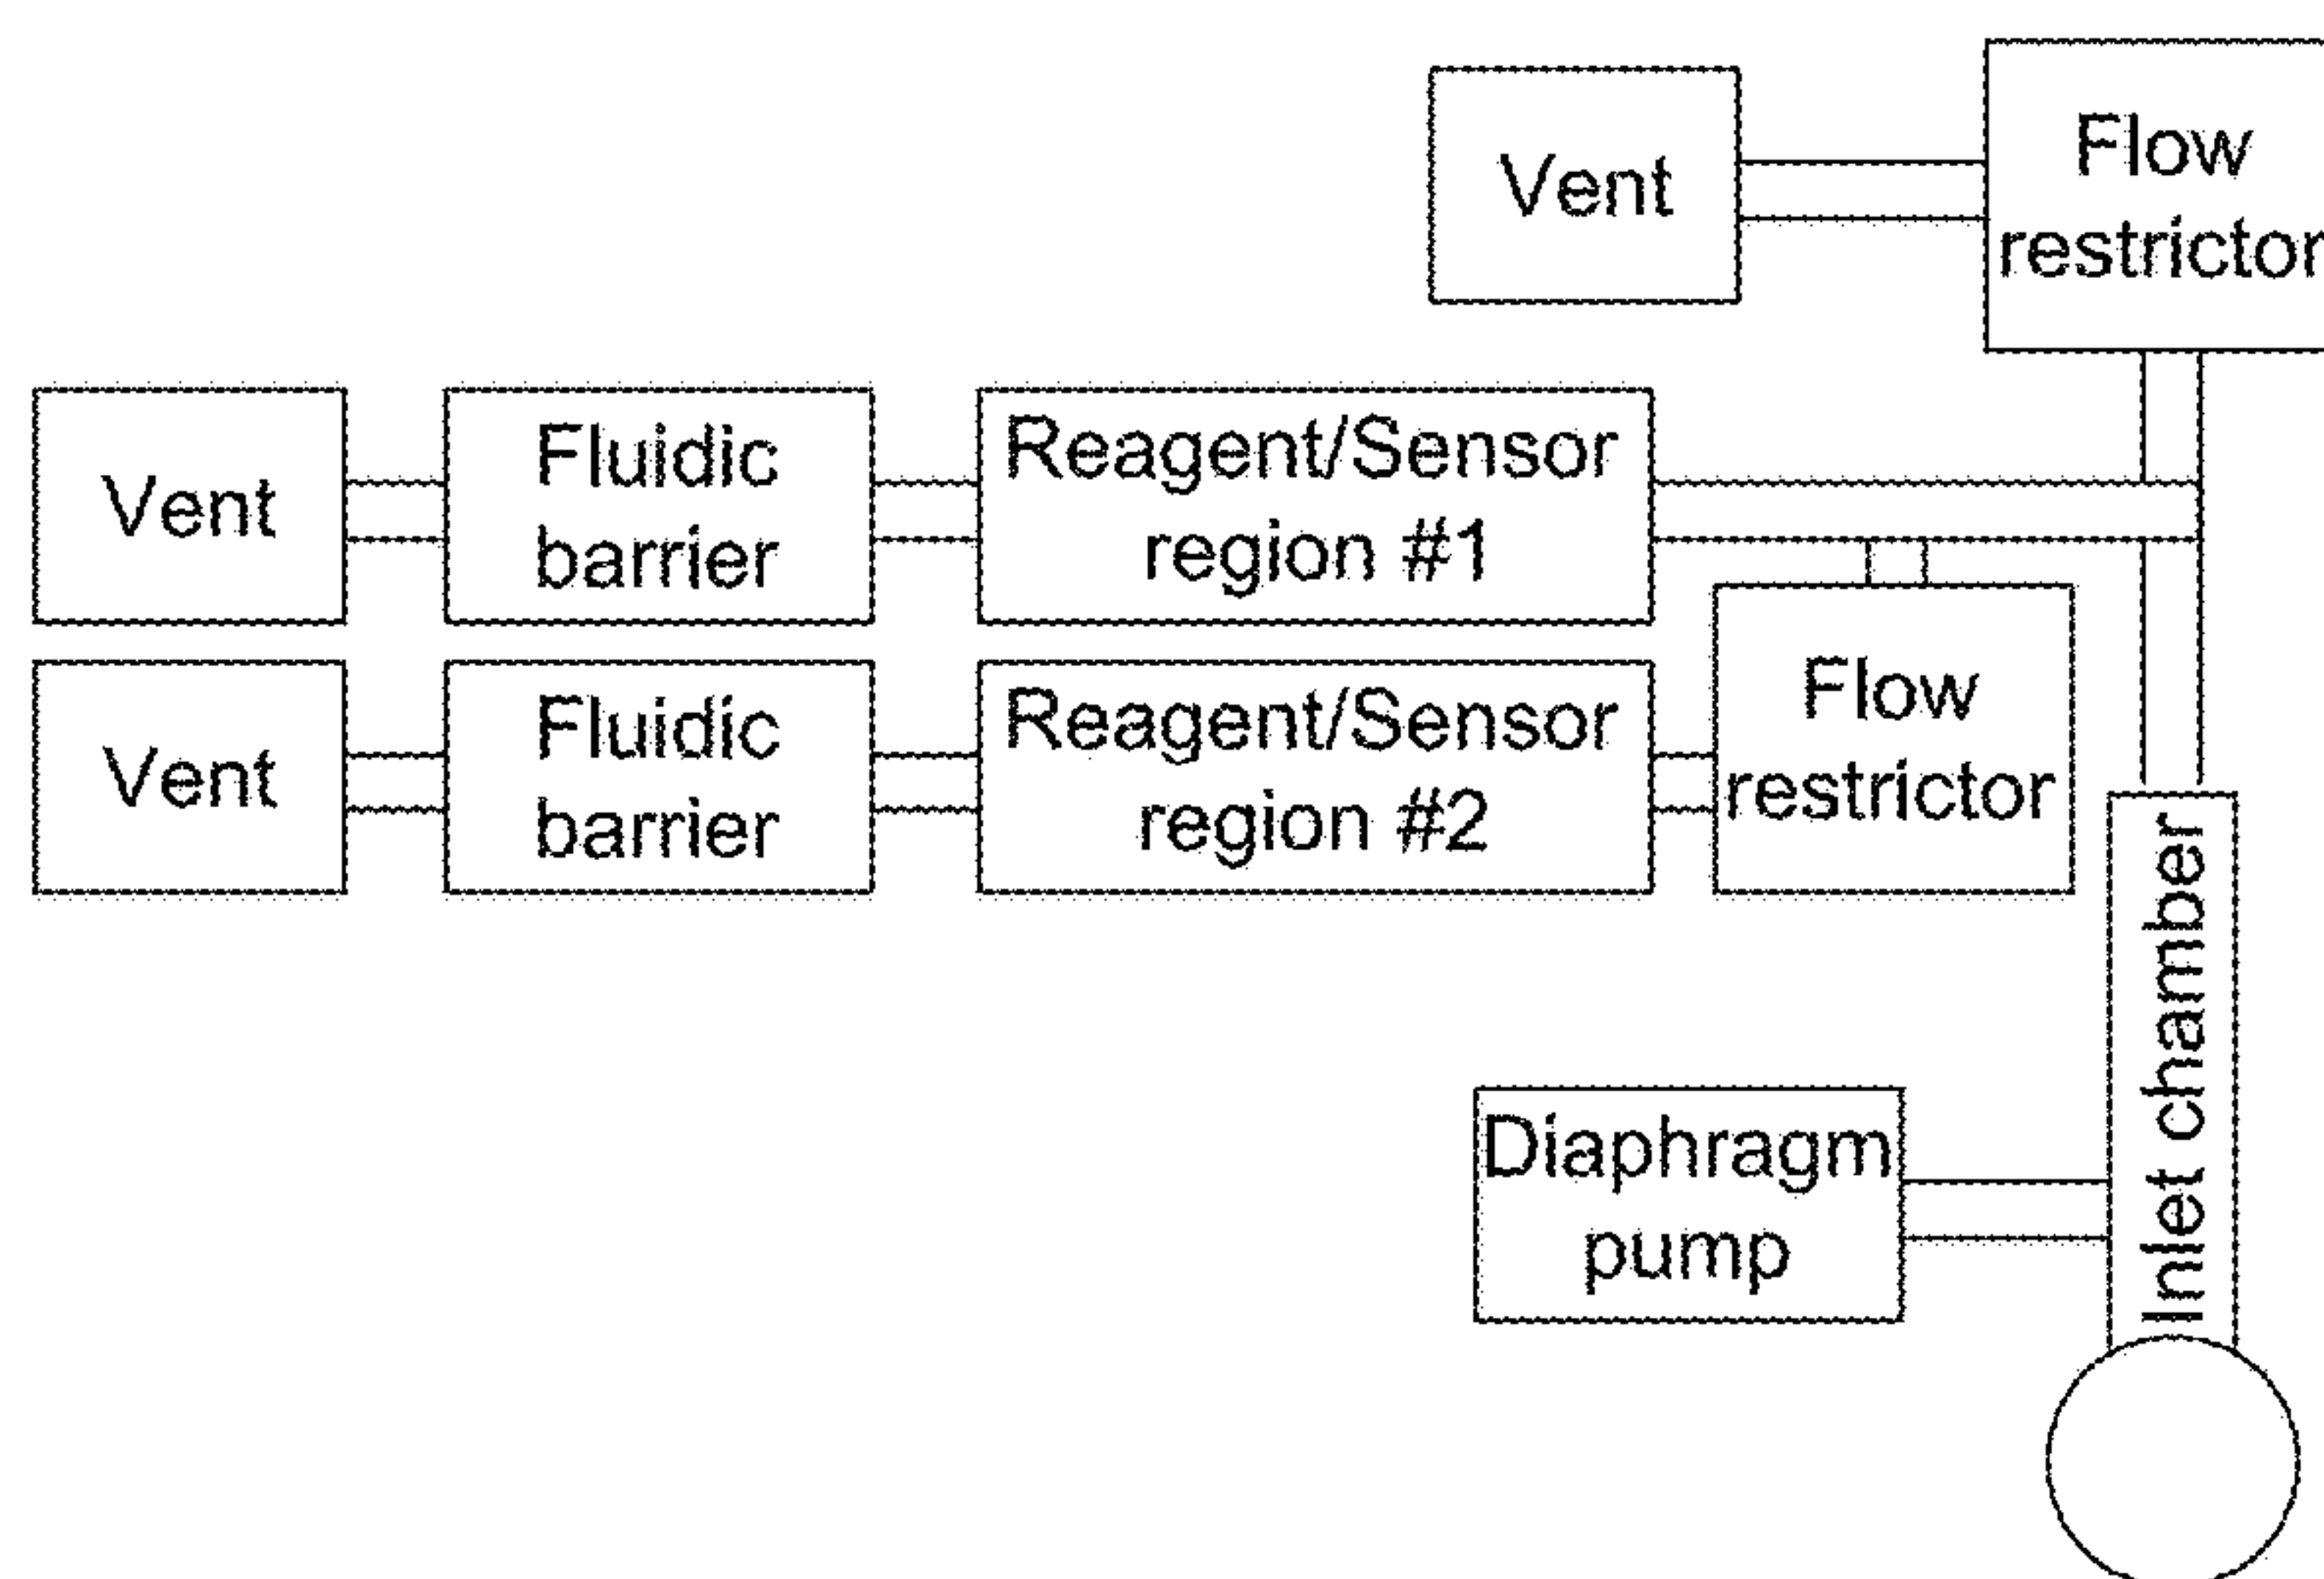 Vent
Flow
restrictor
Vent
Fluidic
barrier
Reagent/Sensor
region #1
Vent
Fluidic
barrier
Reagent/Sensor
region #2
Flow
restrictor
Inlet chamber
Diaphragm
pump